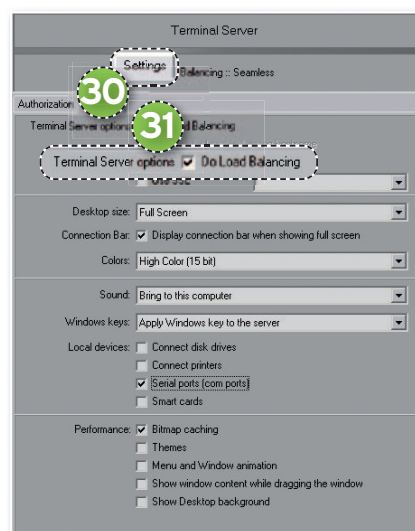 Terminal Server
Settings
Balancing :: Seamless
30
Authorization
31
Terminal Server options Balancing
Terminal Server options Do Load Balancing
Desktop size: Full Screen
Connection Bar: Display connection bar when showing full screen
Colors: High Color (15 bit)
Sound: Bring to this computer
Windows keys: Apply Windows key to the server
Local devices: Connect disk drives
Connect printers
Serial ports (com ports)
Smart cards
Performance: Bitmap caching
Themes
Menu and Window animation
Show window content while dragging the window
Show Desktop background